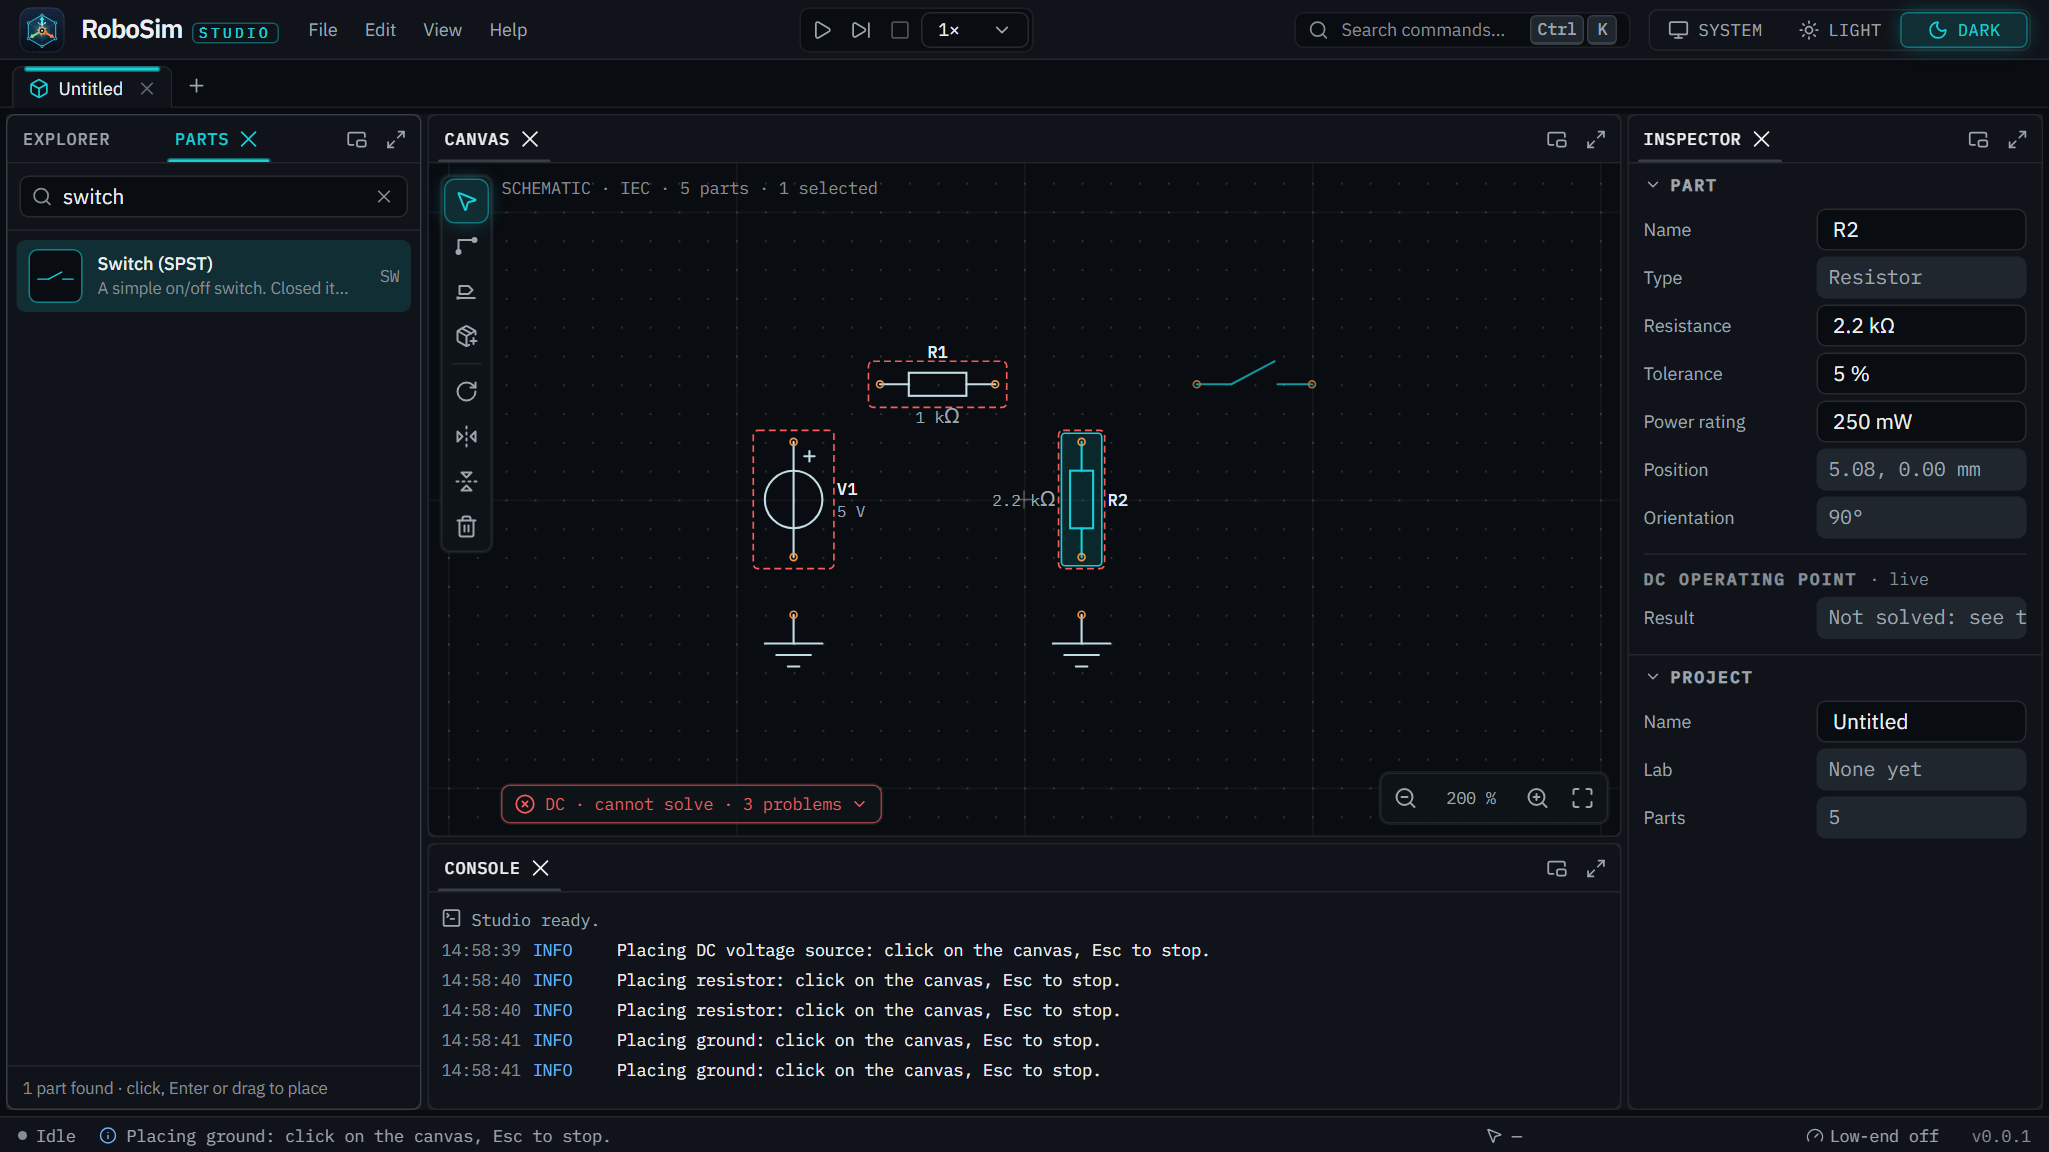 RoboSim STUDIO File Edit View Help
1×
Search commands... Ctrl K
SYSTEM LIGHT DARK
Untitled
EXPLORER PARTS
switch
Switch (SPST)
A simple on/off switch. Closed it...
SW
1 part found · click, Enter or drag to place
CANVAS
SCHEMATIC · IEC · 5 parts · 1 selected
R1
1 kΩ
+
V1
5 V
2.2 kΩ
R2
DC · cannot solve · 3 problems
200 %
CONSOLE
Studio ready.
14:58:39 INFO Placing DC voltage source: click on the canvas, Esc to stop.
14:58:40 INFO Placing resistor: click on the canvas, Esc to stop.
14:58:40 INFO Placing resistor: click on the canvas, Esc to stop.
14:58:41 INFO Placing ground: click on the canvas, Esc to stop.
14:58:41 INFO Placing ground: click on the canvas, Esc to stop.
INSPECTOR
PART
Name R2
Type Resistor
Resistance 2.2 kΩ
Tolerance 5 %
Power rating 250 mW
Position 5.08, 0.00 mm
Orientation 90°
DC OPERATING POINT · live
Result Not solved: see t
PROJECT
Name Untitled
Lab None yet
Parts 5
Idle Placing ground: click on the canvas, Esc to stop.
—
Low-end off v0.0.1